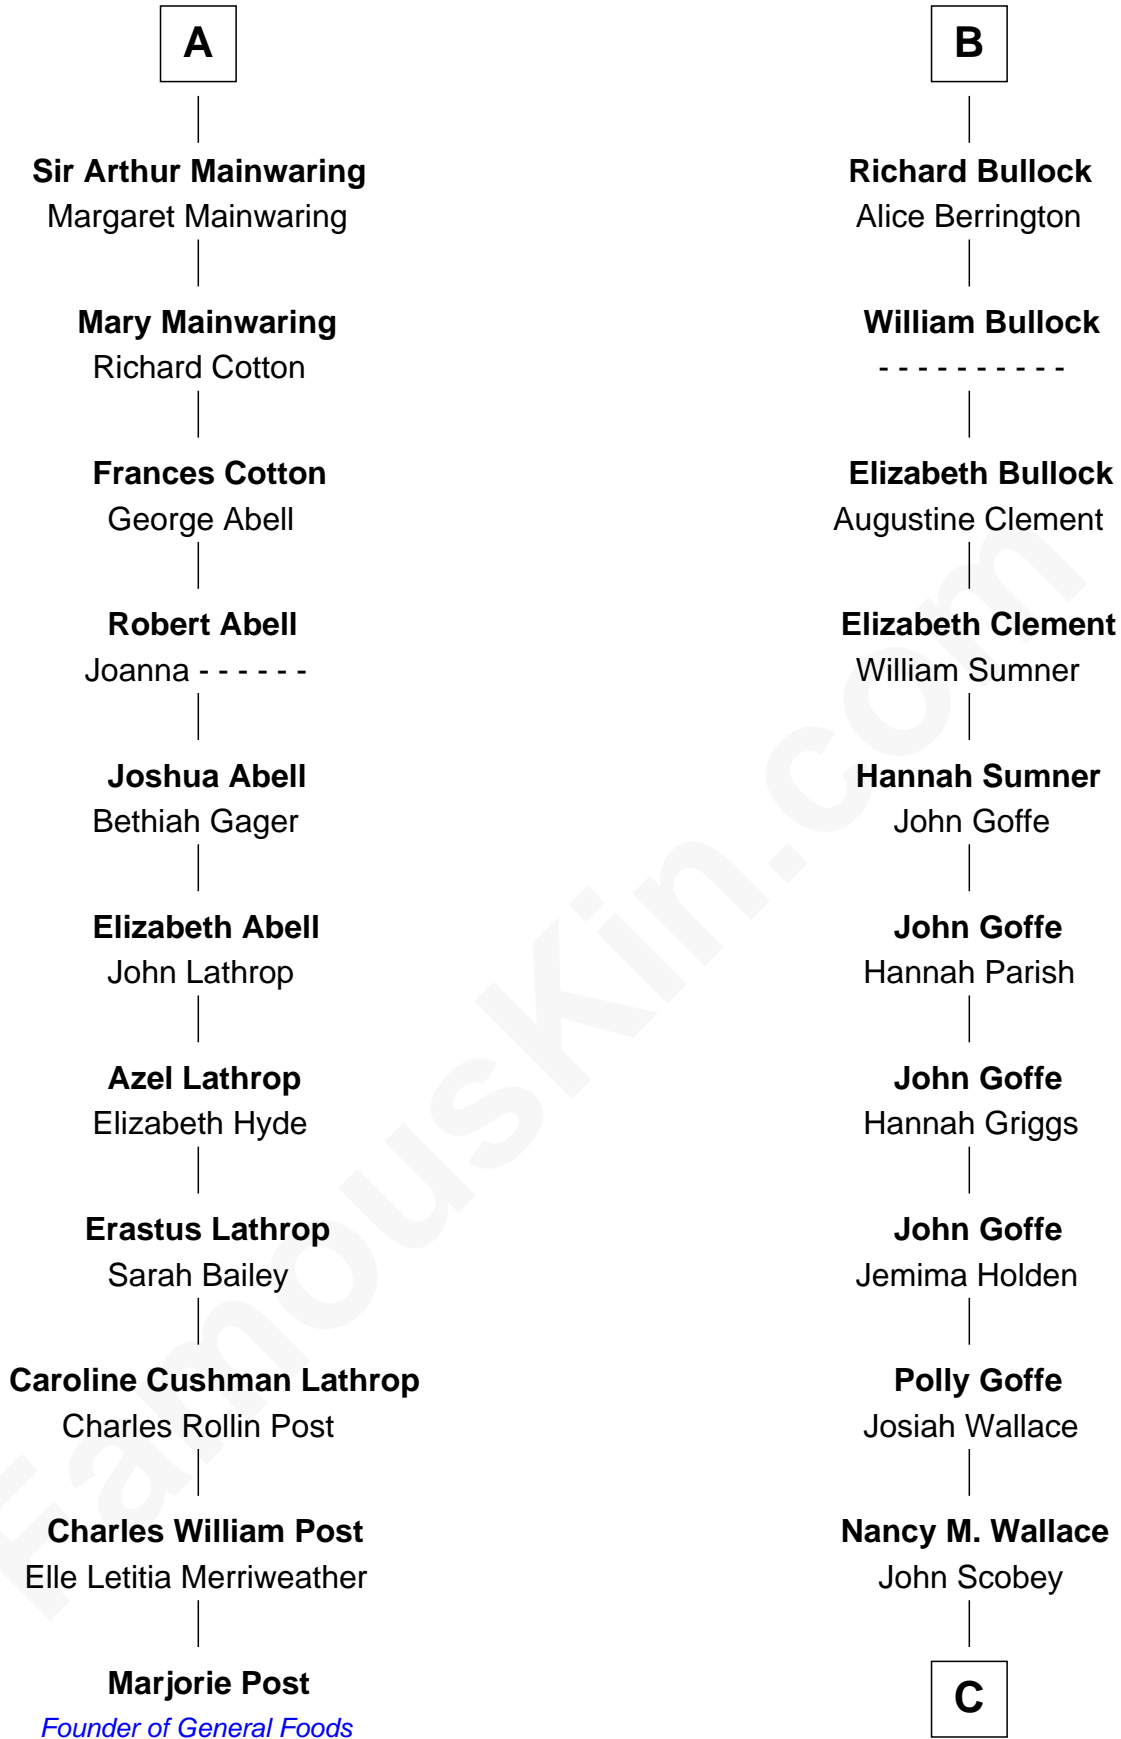 A
Sir Arthur Mainwaring
Margaret Mainwaring
Mary Mainwaring
Richard Cotton
Frances Cotton
George Abell
Robert Abell
Joanna - - - - - -
Joshua Abell
Bethiah Gager
Elizabeth Abell
John Lathrop
Azel Lathrop
Elizabeth Hyde
Erastus Lathrop
Sarah Bailey
Caroline Cushman Lathrop
Charles Rollin Post
Charles William Post
Elle Letitia Merriweather
Marjorie Post
Founder of General Foods
B
Richard Bullock
Alice Berrington
William Bullock
- - - - - - - - - -
Elizabeth Bullock
Augustine Clement
Elizabeth Clement
William Sumner
Hannah Sumner
John Goffe
John Goffe
Hannah Parish
John Goffe
Hannah Griggs
John Goffe
Jemima Holden
Polly Goffe
Josiah Wallace
Nancy M. Wallace
John Scobey
C
FamousKin.com